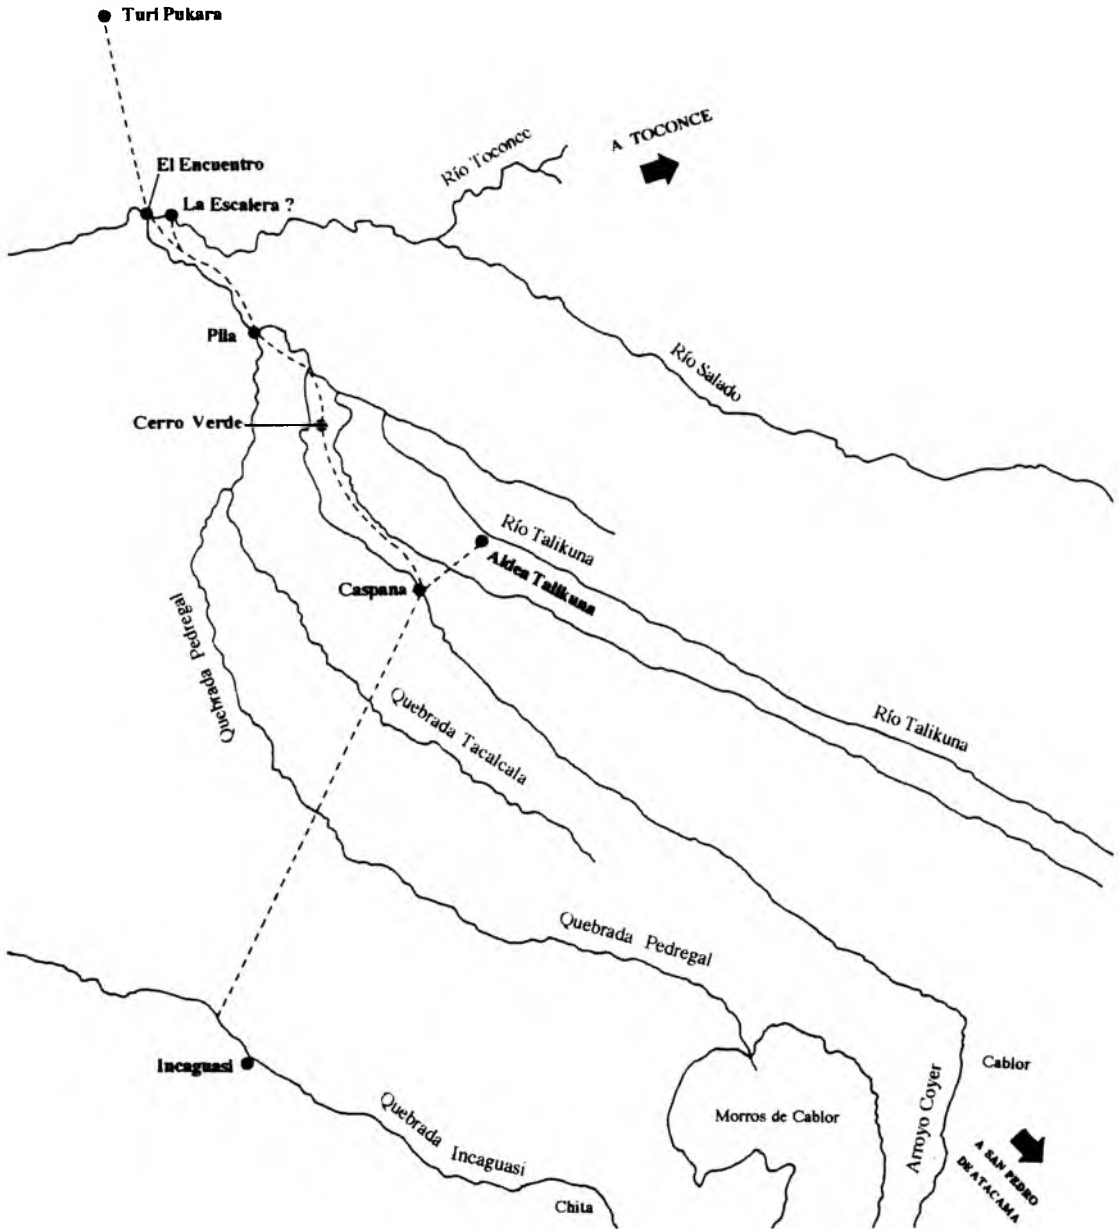 Turi Pukara
A TOCONCE
Río Toconce
El Encuentro
La Escalera ?
Pila
Río Salado
Cerro Verde
Río Talikuna
Aldea Talikuna
Caspana
Quebrada Pedregal
Quebrada Tacalcala
Río Talikuna
Quebrada Pedregal
Incaguasi
Cablor
Quebrada Incaguasi
Morros de Cablor
Arroyo Coyer
A SAN PEDRO
DE ATACAMA
Chita